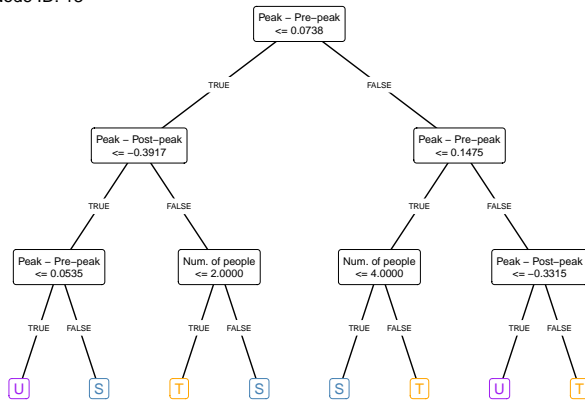 Peak − Pre−peak
<= 0.0738
TRUE
FALSE
Peak − Post−peak
<= −0.3917
Peak − Pre−peak
<= 0.1475
TRUE
FALSE
TRUE
FALSE
Peak − Pre−peak
<= 0.0535
Num. of people
<= 2.0000
Num. of people
<= 4.0000
Peak − Post−peak
<= −0.3315
TRUE
FALSE
TRUE
FALSE
TRUE
FALSE
TRUE
FALSE
U
S
T
S
S
T
U
T